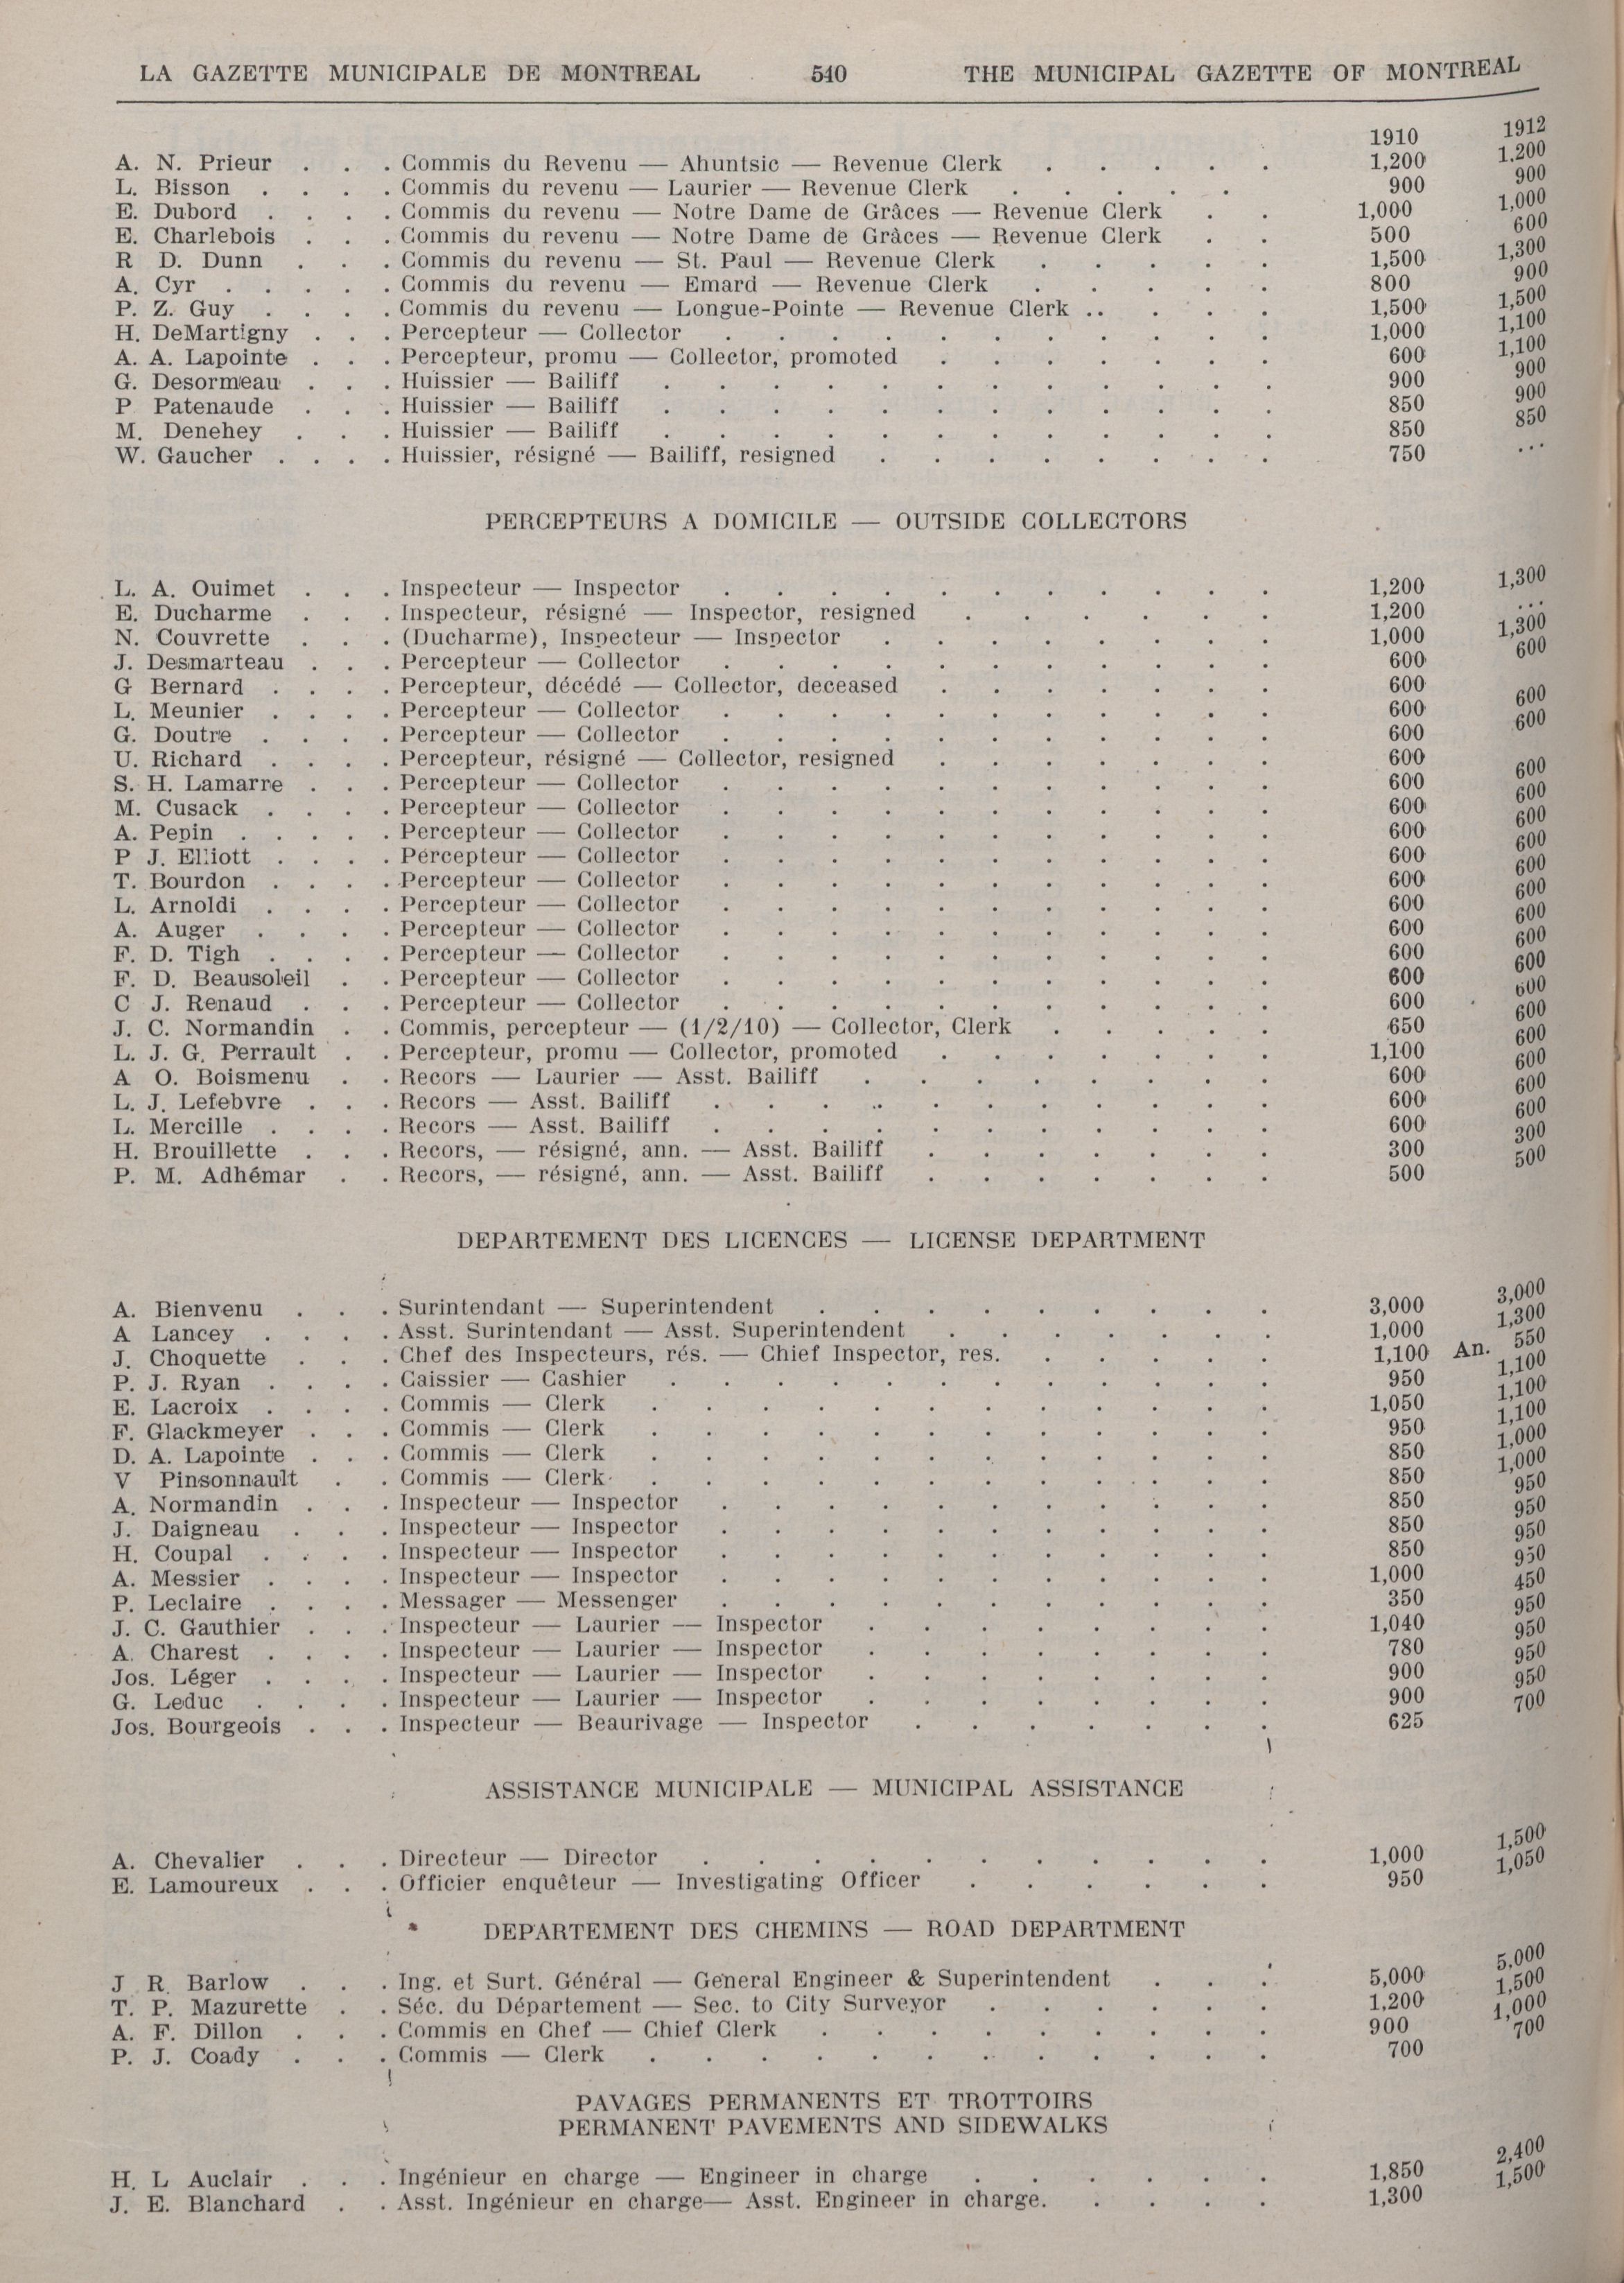 LA GAZETTE MUNICIPALE DE MONTREAL 540 THE MUNICIPAL GAZETTE OF MONTREAL
1910 1912
A. N. Prieur . . . Commis du Revenu — Ahuntsic — Revenue Clerk . . . . . 1,200 1.200
L. Bisson . . . . Commis du revenu — Laurier — Revenue Clerk . . . . . 900 900
E. Dubord . . . . Commis du revenu — Notre Dame de Grâces — Revenue Clerk . . 1,000 1,000
E. Charlebois . . . Commis du revenu — Notre Dame de Grâces — Revenue Clerk . . 500 600
R D. Dunn . . . Commis du revenu — St. Paul — Revenue Clerk . . . . . 1,500 1,300
A. Cyr . . . . . Commis du revenu — Emard — Revenue Clerk . . . . . 800 900
P. Z. Guy . . . . Commis du revenu — Longue-Pointe — Revenue Clerk .. . . . 1,500 1,500
H. DeMartigny . . . Percepteur — Collector . . . . . . . . . . . 1,000 1,100
A. A. Lapointe . . . Percepteur, promu — Collector, promoted . . . . . . . 600 1,100
G. Desormeau . . . Huissier — Bailiff . . . . . . . . . . . . 900 900
P Patenaude . . . Huissier — Bailiff . . . . . . . . . . . . 850 900
M. Denehey . . . Huissier — Bailiff . . . . . . . . . . . . 850 850
W. Gaucher . . . . Huissier, résigné — Bailiff, resigned . . . . . . . . 750 ...
PERCEPTEURS A DOMICILE — OUTSIDE COLLECTORS
L. A. Ouimet . . . Inspecteur — Inspector . . . . . . . . . . . 1,200 1,300
E. Ducharme . . . Inspecteur, résigné — Inspector, resigned . . . . . . 1,200 ...
N. Couvrette . . . (Ducharme), Inspecteur — Inspector . . . . . . . . 1,000 1,300
J. Desmarteau . . . Percepteur — Collector . . . . . . . . . . . 600 600
G Bernard . . . . Percepteur, décédé — Collector, deceased . . . . . . . 600
L. Meunier . . . . Percepteur — Collector . . . . . . . . . . . 600 600
G. Doutre . . . . Percepteur — Collector . . . . . . . . . . . 600 600
U. Richard . . . . Percepteur, résigné — Collector, resigned . . . . . . . 600
S. H. Lamarre . . . Percepteur — Collector . . . . . . . . . . . 600 600
M. Cusack . . . . Percepteur — Collector . . . . . . . . . . . 600 600
A. Pepin . . . . . Percepteur — Collector . . . . . . . . . . . 600 600
P J. Elliott . . . . Percepteur — Collector . . . . . . . . . . . 600 600
T. Bourdon . . . . Percepteur — Collector . . . . . . . . . . . 600 600
L. Arnoldi . . . . Percepteur — Collector . . . . . . . . . . . 600 600
A. Auger . . . . Percepteur — Collector . . . . . . . . . . . 600 600
F. D. Tigh . . . . Percepteur — Collector . . . . . . . . . . . 600 600
F. D. Beausoleil . . Percepteur — Collector . . . . . . . . . . . 600 600
C J. Renaud . . . Percepteur — Collector . . . . . . . . . . . 600 600
J. C. Normandin . . Commis, percepteur — (1/2/10) — Collector, Clerk . . . . . 650 600
L. J. G. Perrault . . Percepteur, promu — Collector, promoted . . . . . . . 1,100 600
A O. Boismenu . . Recors — Laurier — Asst. Bailiff . . . . . . . . 600 600
L. J. Lefebvre . . . Recors — Asst. Bailiff . . . . . . . . . . . 600 600
L. Mercille . . . . Recors — Asst. Bailiff . . . . . . . . . . . 600 600
H. Brouillette . . . Recors, — résigné, ann. — Asst. Bailiff . . . . . . . 300 300
P. M. Adhémar . . Recors, — résigné, ann. — Asst. Bailiff . . . . . . . 500 500
DEPARTEMENT DES LICENCES — LICENSE DEPARTMENT
A. Bienvenu . . . Surintendant — Superintendent . . . . . . . . . 3,000 3,000
A Lancey . . . . Asst. Surintendant — Asst. Superintendent . . . . . . . 1,000 1,300
J. Choquette . . . Chef des Inspecteurs, rés. — Chief Inspector, res. . . . . . 1,100 An. 550
P. J. Ryan . . . . Caissier — Cashier . . . . . . . . . . . . 950 1,100
E. Lacroix . . . . Commis — Clerk . . . . . . . . . . . . 1,050 1,100
F. Glackmeyer . . . Commis — Clerk . . . . . . . . . . . . 950 1,100
D. A. Lapointe . . . Commis — Clerk . . . . . . . . . . . . 850 1,000
V Pinsonnault . . Commis — Clerk . . . . . . . . . . . . 850 1,000
A. Normandin . . . Inspecteur — Inspector . . . . . . . . . . . 850 950
J. Daigneau . . . Inspecteur — Inspector . . . . . . . . . . . 850 950
H. Coupal . . . . Inspecteur — Inspector . . . . . . . . . . . 850 950
A. Messier . . . . Inspecteur — Inspector . . . . . . . . . . . 1,000 950
P. Leclaire . . . . Messager — Messenger . . . . . . . . . . . 350 450
J. C. Gauthier . . . Inspecteur — Laurier — Inspector . . . . . . . . 1,040 950
A. Charest . . . . Inspecteur — Laurier — Inspector . . . . . . . . 780 950
Jos. Léger . . . . Inspecteur — Laurier — Inspector . . . . . . . . 900 950
G. Leduc . . . . Inspecteur — Laurier — Inspector . . . . . . . . 900 950
Jos. Bourgeois . . . Inspecteur — Beaurivage — Inspector . . . . . . . 625 700
ASSISTANCE MUNICIPALE — MUNICIPAL ASSISTANCE
A. Chevalier . . . Directeur — Director . . . . . . . . . . . 1,000 1,500
E. Lamoureux . . . Officier enquêteur — Investigating Officer . . . . . . 950 1,050
DEPARTEMENT DES CHEMINS — ROAD DEPARTMENT
J R. Barlow . . . Ing. et Surt. Général — General Engineer & Superintendent . . . 5,000 5.000
T. P. Mazurette . . Séc. du Département — Sec. to City Surveyor . . . . . . 1,200 1,500
A. F. Dillon . . . Commis en Chef — Chief Clerk . . . . . . . . . 900 1,000
P. J. Coady . . . Commis — Clerk . . . . . . . . . . . . 700 700
PAVAGES PERMANENTS ET TROTTOIRS
PERMANENT PAVEMENTS AND SIDEWALKS
H. L Auclair . . . Ingénieur en charge — Engineer in charge . . . . . . 1,850 2,400
J. E. Blanchard . . Asst. Ingénieur en charge— Asst. Engineer in charge. . . . . 1,300 1,500